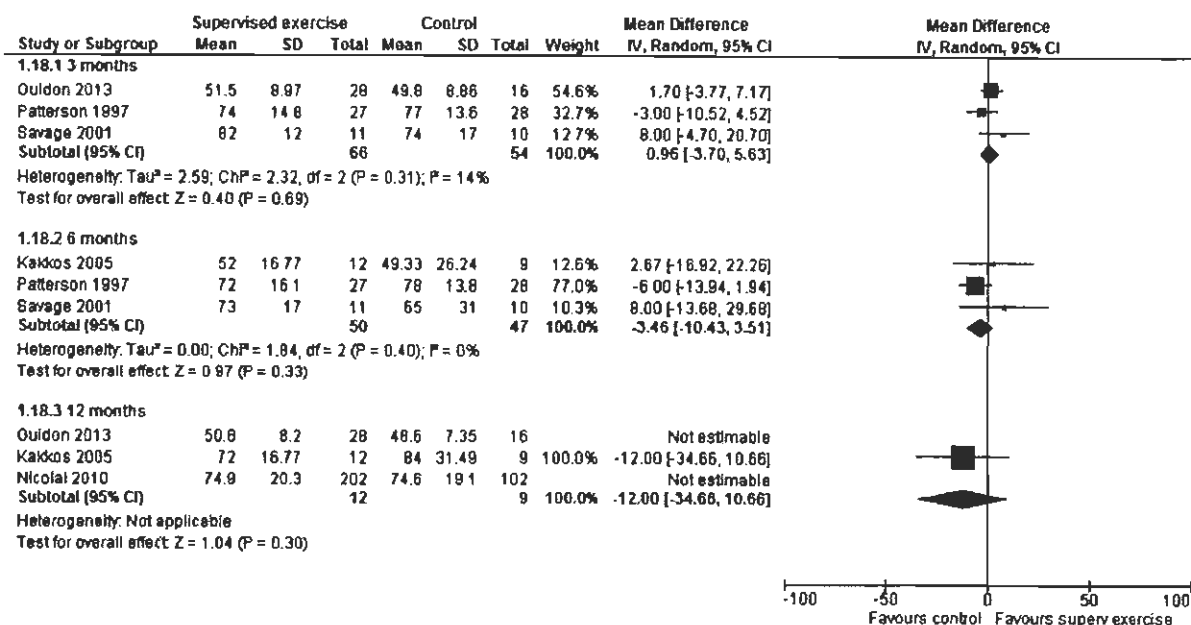 Supervised exercise Control Mean Difference Mean Difference
Study or Subgroup Mean SD Total Mean SD Total Weight IV, Random, 95% CI IV, Random, 95% CI
1.18.1 3 months
Guidon 2013 51.5 8.97 28 49.8 8.86 16 54.6% 1.70 [-3.77, 7.17]
Patterson 1997 74 14.8 27 77 13.6 28 32.7% -3.00 [-10.52, 4.52]
Savage 2001 82 12 11 74 17 10 12.7% 8.00 [-4.70, 20.70]
Subtotal (95% CI) 66 54 100.0% 0.96 [-3.70, 5.63]
Heterogeneity: Tau² = 2.59; Chi² = 2.32, df = 2 (P = 0.31); I² = 14%
Test for overall effect: Z = 0.40 (P = 0.69)
1.18.2 6 months
Kakkos 2005 52 16.77 12 49.33 26.24 9 12.6% 2.67 [-16.92, 22.26]
Patterson 1997 72 16.1 27 78 13.8 28 77.0% -6.00 [-13.94, 1.94]
Savage 2001 73 17 11 65 31 10 10.3% 8.00 [-13.68, 29.68]
Subtotal (95% CI) 50 47 100.0% -3.46 [-10.43, 3.51]
Heterogeneity: Tau² = 0.00; Chi² = 1.84, df = 2 (P = 0.40); I² = 0%
Test for overall effect: Z = 0.97 (P = 0.33)
1.18.3 12 months
Guidon 2013 50.8 8.2 28 48.6 7.35 16 Not estimable
Kakkos 2005 72 16.77 12 84 31.49 9 100.0% -12.00 [-34.66, 10.66]
Nicolai 2010 74.9 20.3 202 74.6 19.1 102 Not estimable
Subtotal (95% CI) 12 9 100.0% -12.00 [-34.66, 10.66]
Heterogeneity: Not applicable
Test for overall effect: Z = 1.04 (P = 0.30)
-100 -50 0 50 100
Favours control Favours superv exercise